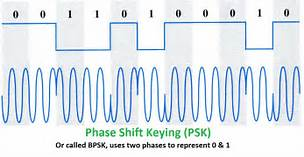 0 0 1 1 0 1 0 0 0 1 0
Phase Shift Keying (PSK)
Or called BPSK, uses two phases to represent 0 & 1